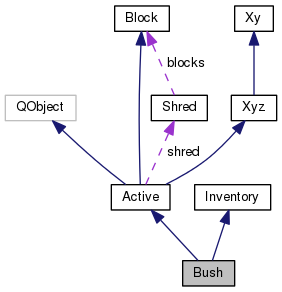 Block
Xy
blocks
QObject
Shred
Xyz
shred
Active
Inventory
Bush